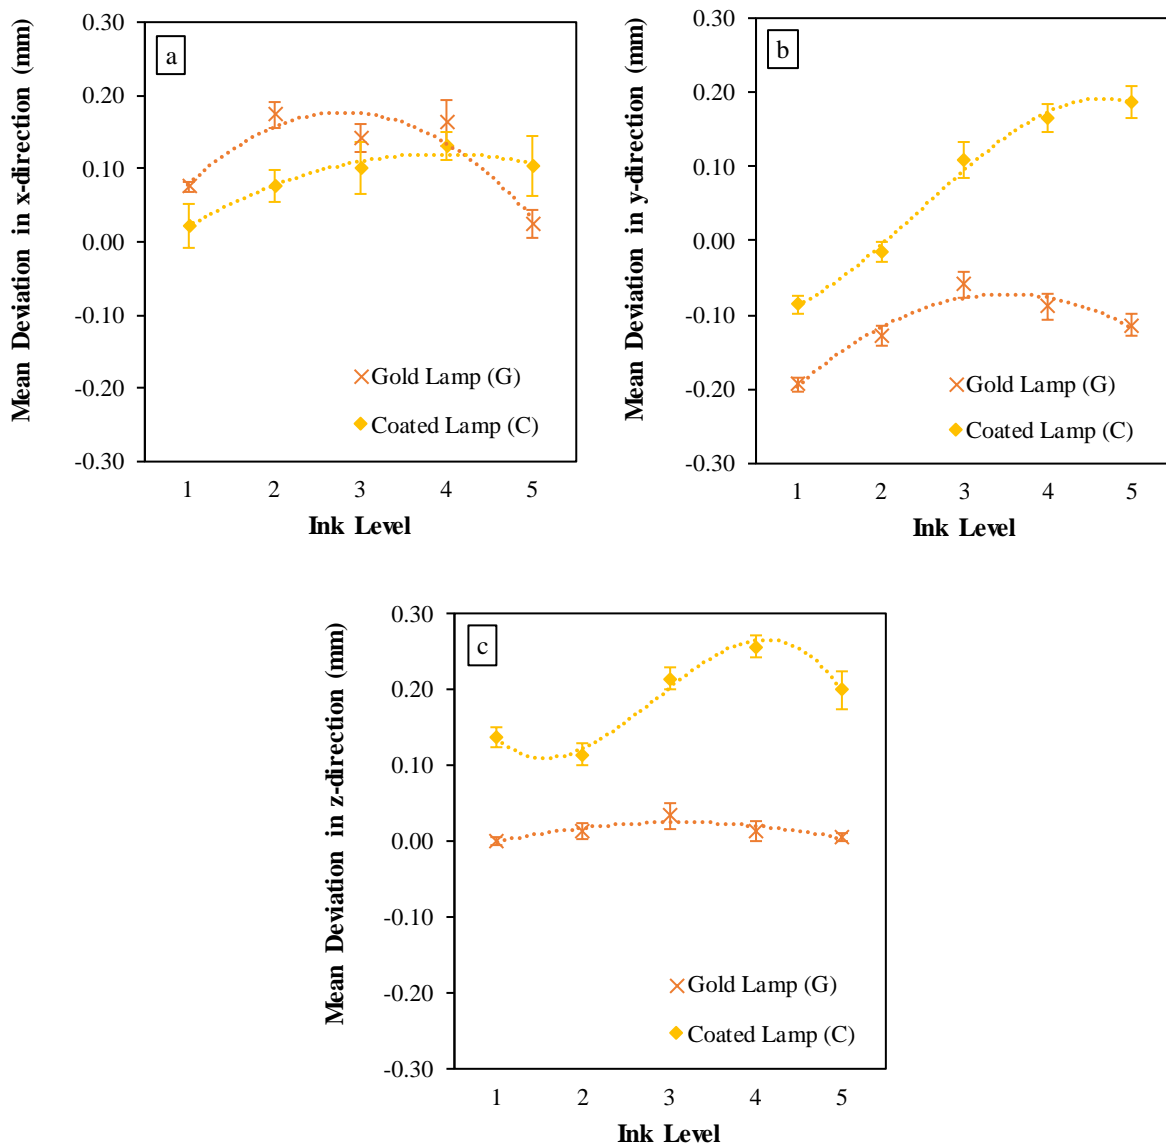 Mean Deviation in x-direction (mm)
0.30
0.20
0.10
0.00
-0.10
-0.20
-0.30
a
Gold Lamp (G)
Coated Lamp (C)
1 2 3 4 5
Ink Level
Mean Deviation in y-direction (mm)
0.30
0.20
0.10
0.00
-0.10
-0.20
-0.30
b
Gold Lamp (G)
Coated Lamp (C)
1 2 3 4 5
Ink Level
Mean Deviation in z-direction (mm)
0.30
0.20
0.10
0.00
-0.10
-0.20
-0.30
c
Gold Lamp (G)
Coated Lamp (C)
1 2 3 4 5
Ink Level